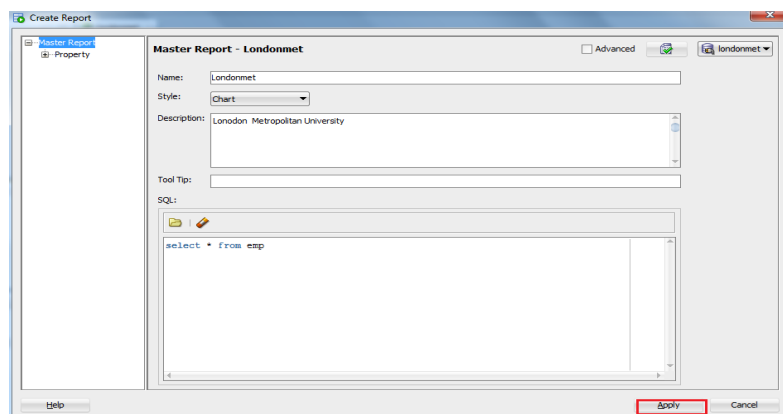 Create Report
Master Report
Property
Master Report - Londonmet
Advanced
londonmet
Name:
Londonmet
Style:
Chart
Description:
Lonodon Metropolitan University
Tool Tip:
SQL:
select * from emp
Help
Apply
Cancel